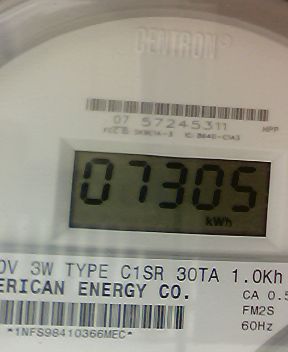 CENTRON®
07 57245311
HPP
07305
kWh
0V 3W TYPE C1SR 30TA 1.0Kh
ERICAN ENERGY CO.
CA 0.5
FM2S
60Hz
*1NFS98410366MEC*